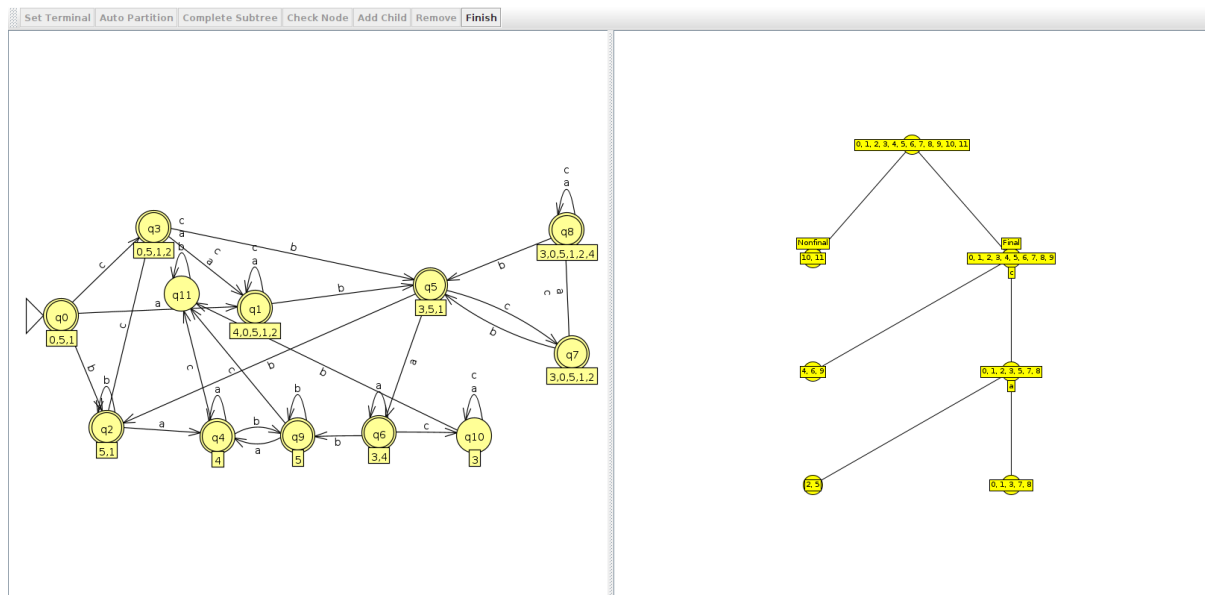 Set Terminal Auto Partition Complete Subtree Check Node Add Child Remove Finish
q0
0,5,1
q3
0,5,1,2
q11
q1
4,0,5,1,2
q5
3,5,1
q8
3,0,5,1,2,4
q7
3,0,5,1,2
q2
5,1
q4
4
q9
5
q6
3,4
q10
3
c
a
b
c
a
b
c
a
c
a
b
b
c
a
b
c
a
c
b
c
b
a
b
a
c
a
b
a
c
b
b
a
b
c
c
a
b
0, 1, 2, 3, 4, 5, 6, 7, 8, 9, 10, 11
Nonfinal
10, 11
Final
0, 1, 2, 3, 4, 5, 6, 7, 8, 9
c
4, 6, 9
0, 1, 2, 3, 5, 7, 8
a
2, 5
0, 1, 3, 7, 8